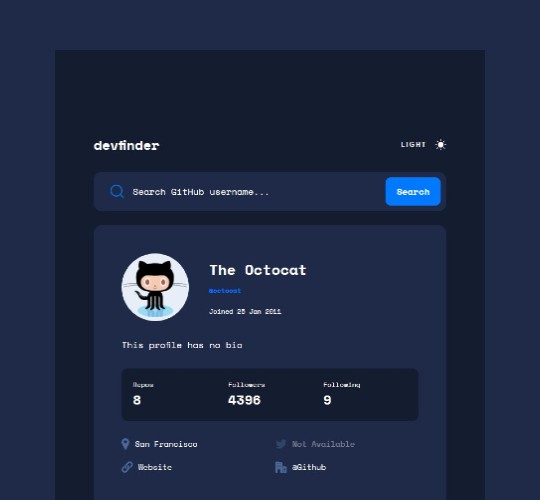 devfinder
LIGHT
Search GitHub username...
Search
The Octocat
@octocat
Joined 25 Jan 2011
This profile has no bio
Repos
Followers
Following
8
4396
9
San Francisco
Not Available
Website
@Github